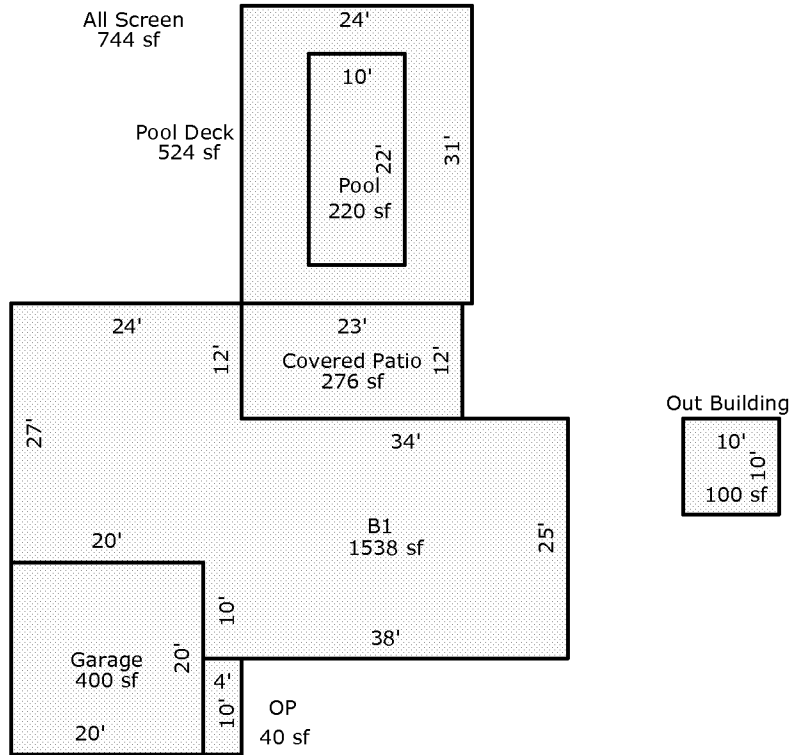 All Screen
744 sf
24'
10'
Pool Deck
524 sf
22'
31'
Pool
220 sf
24'
12'
23'
Covered Patio
276 sf
12'
27'
34'
Out Building
10'
10'
100 sf
B1
1538 sf
25'
20'
10'
38'
Garage
400 sf
20'
20'
4'
10'
OP
40 sf